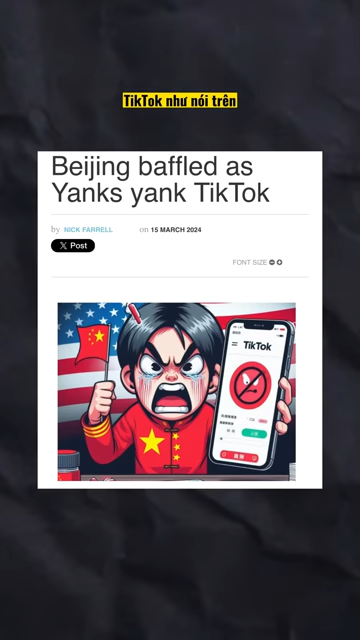 TikTok như nói trên
Beijing baffled as
Yanks yank TikTok
by NICK FARRELL on 15 MARCH 2024
X Post
FONT SIZE
TikTok